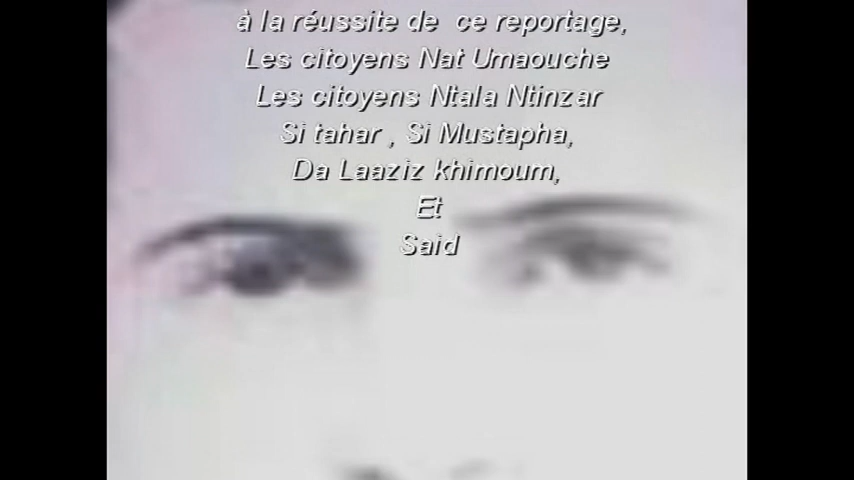 à la réussite de  ce reportage,
Les citoyens Nat Umaouche
Les citoyens Ntala Ntinzar
Si tahar , Si Mustapha,
Da Laaziz khimoum,
Et
Said